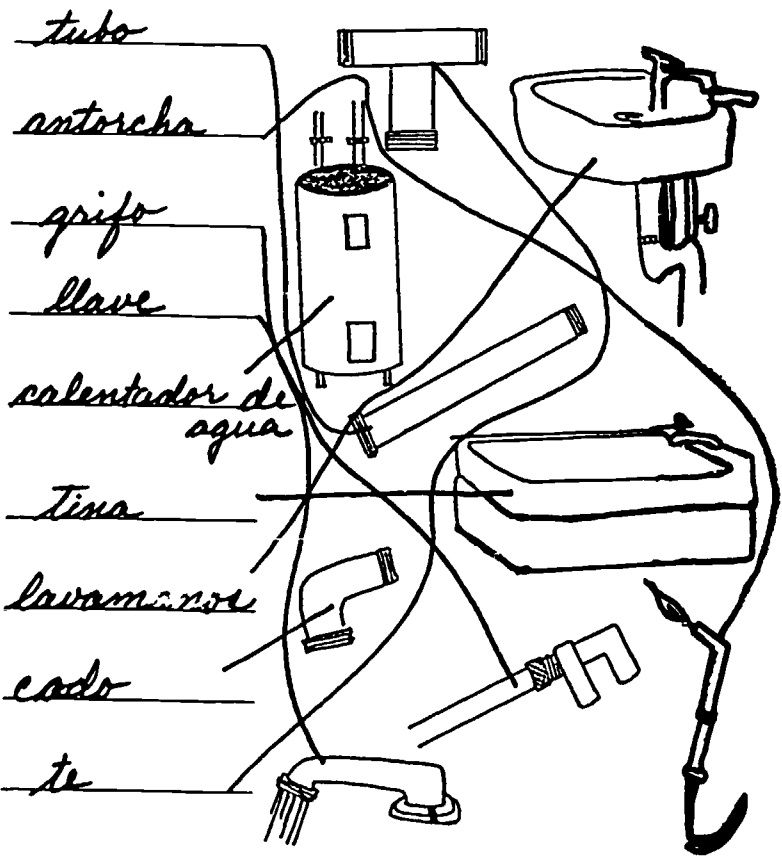 tubo
antorcha
grifo
llave
calentador de
agua
tina
lavamanos
codo
te